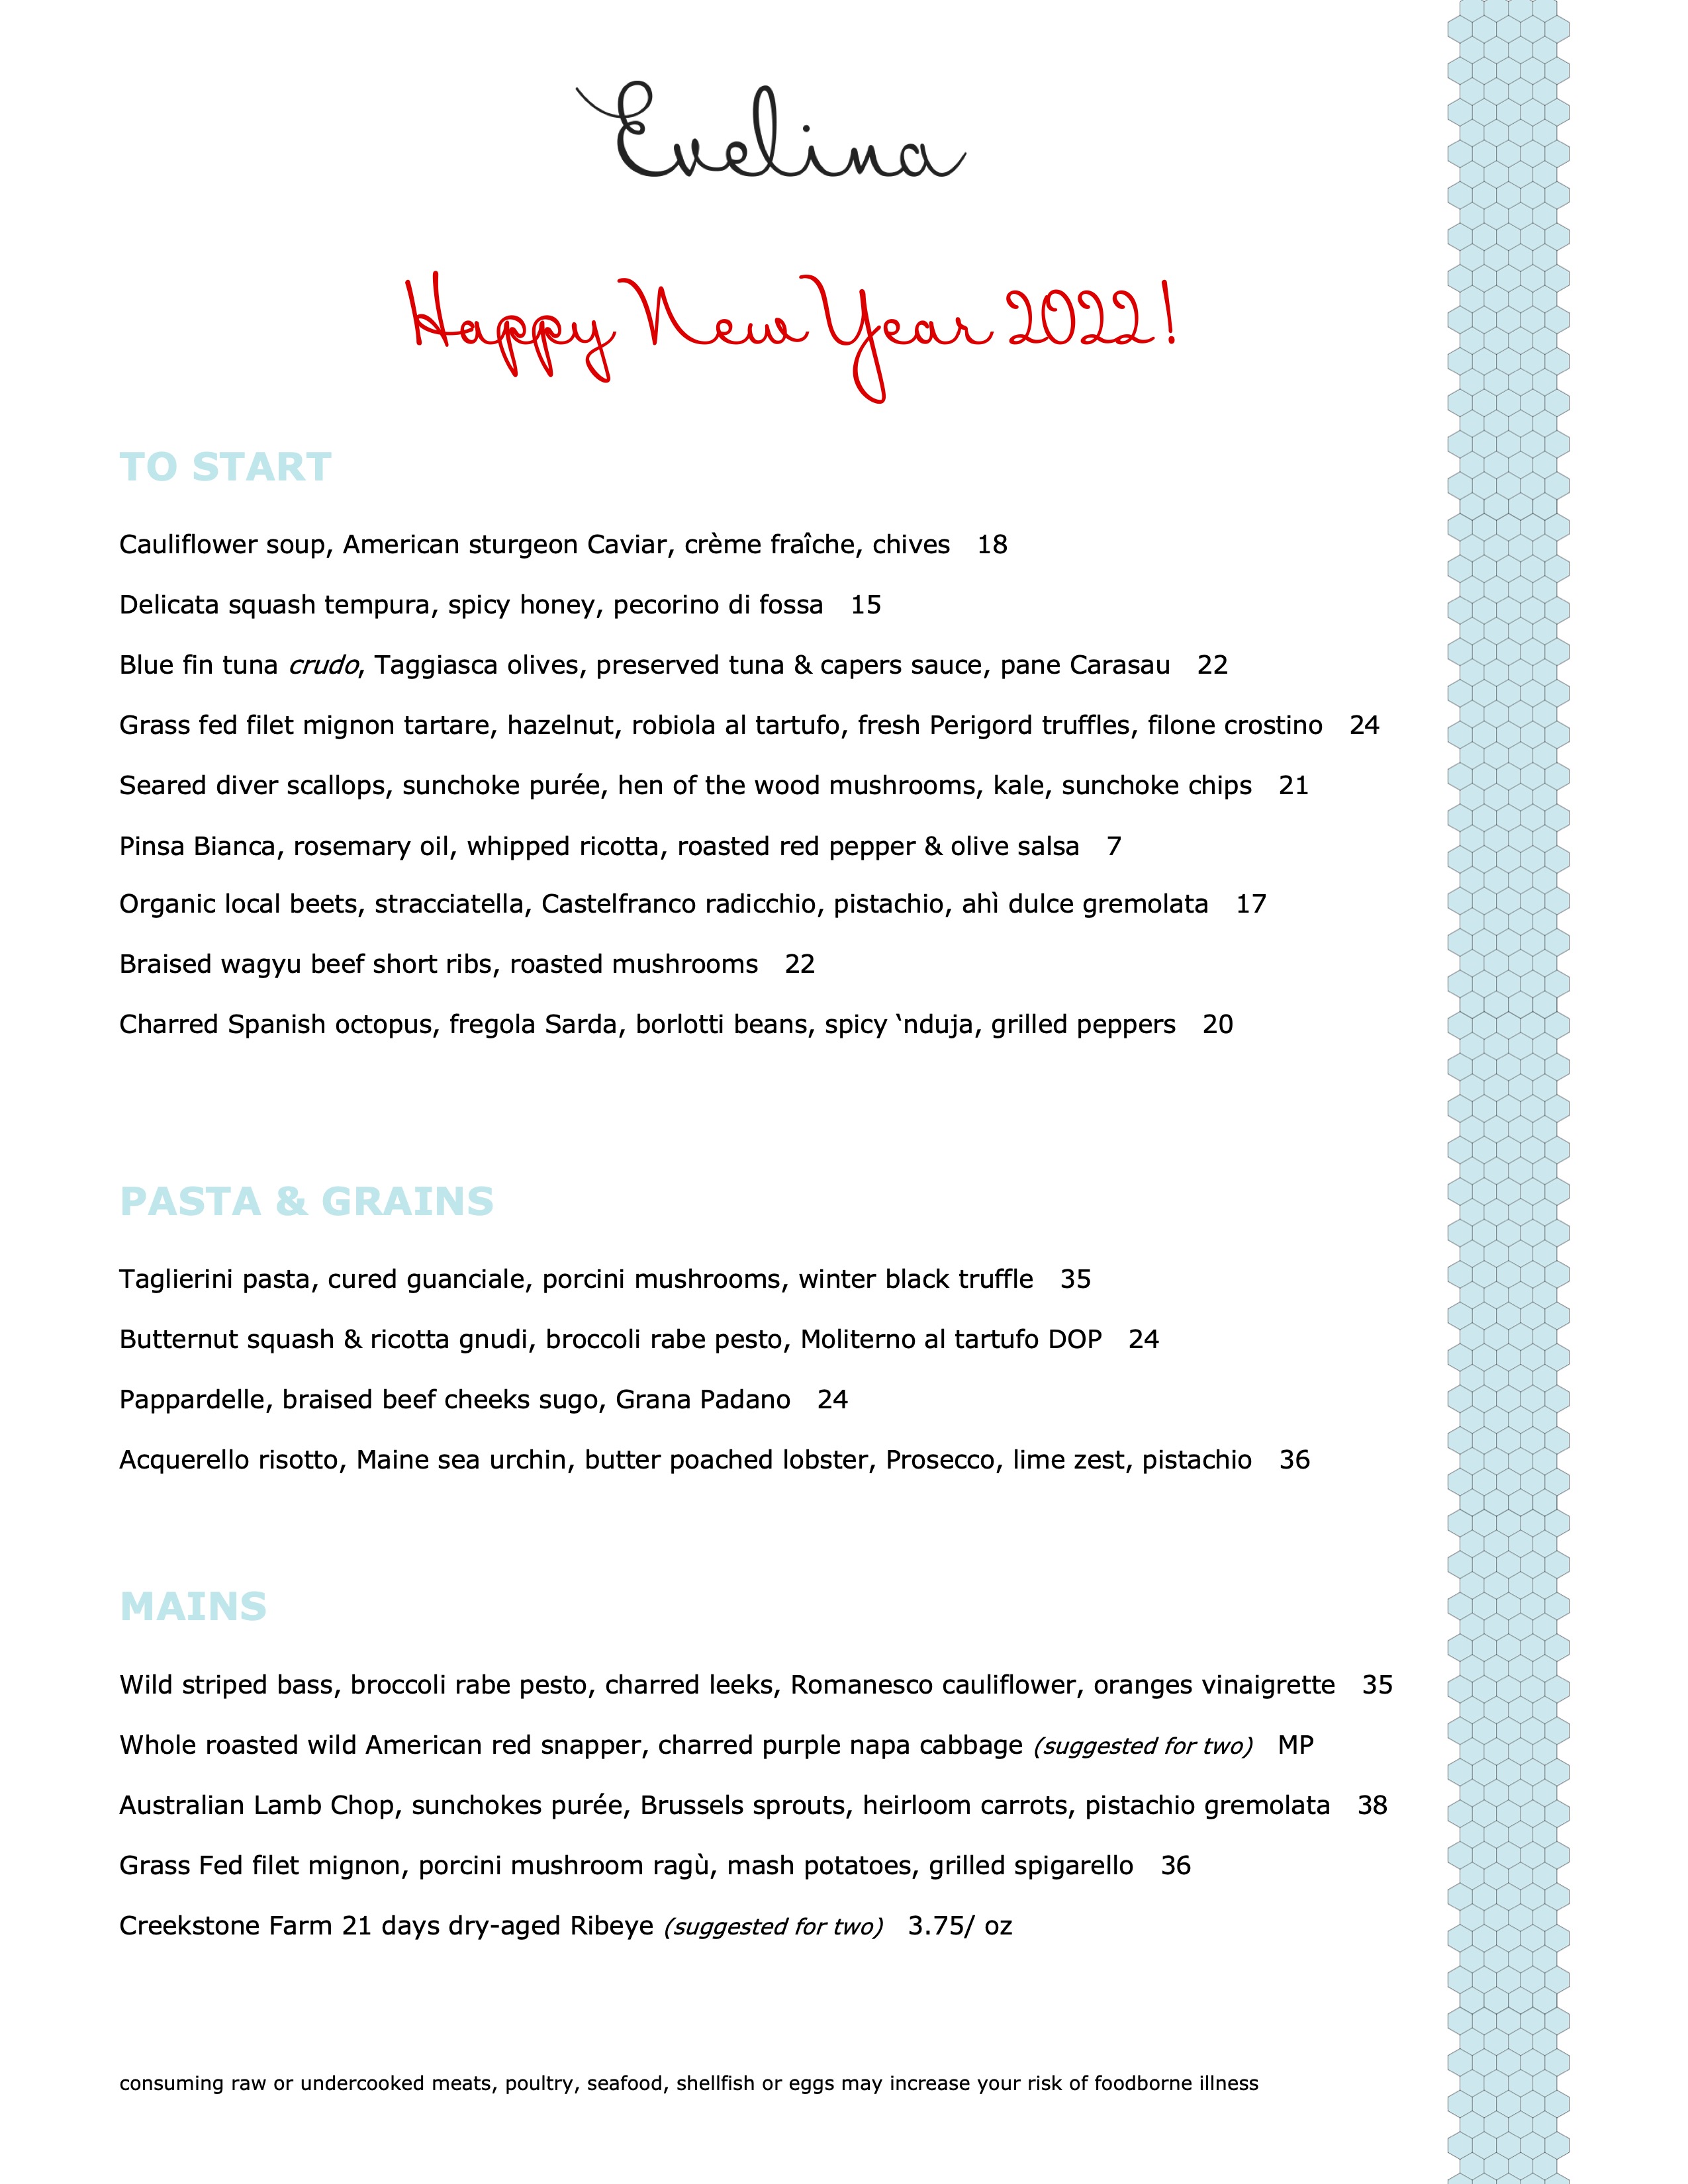 Evelina
Happy New Year 2022!
TO START
Cauliflower soup, American sturgeon Caviar, crème fraîche, chives 18
Delicata squash tempura, spicy honey, pecorino di fossa 15
Blue fin tuna crudo, Taggiasca olives, preserved tuna & capers sauce, pane Carasau 22
Grass fed filet mignon tartare, hazelnut, robiola al tartufo, fresh Perigord truffles, filone crostino 24
Seared diver scallops, sunchoke purée, hen of the wood mushrooms, kale, sunchoke chips 21
Pinsa Bianca, rosemary oil, whipped ricotta, roasted red pepper & olive salsa 7
Organic local beets, stracciatella, Castelfranco radicchio, pistachio, ahì dulce gremolata 17
Braised wagyu beef short ribs, roasted mushrooms 22
Charred Spanish octopus, fregola Sarda, borlotti beans, spicy ‘nduja, grilled peppers 20
PASTA & GRAINS
Taglierini pasta, cured guanciale, porcini mushrooms, winter black truffle 35
Butternut squash & ricotta gnudi, broccoli rabe pesto, Moliterno al tartufo DOP 24
Pappardelle, braised beef cheeks sugo, Grana Padano 24
Acquerello risotto, Maine sea urchin, butter poached lobster, Prosecco, lime zest, pistachio 36
MAINS
Wild striped bass, broccoli rabe pesto, charred leeks, Romanesco cauliflower, oranges vinaigrette 35
Whole roasted wild American red snapper, charred purple napa cabbage (suggested for two) MP
Australian Lamb Chop, sunchokes purée, Brussels sprouts, heirloom carrots, pistachio gremolata 38
Grass Fed filet mignon, porcini mushroom ragù, mash potatoes, grilled spigarello 36
Creekstone Farm 21 days dry-aged Ribeye (suggested for two) 3.75/ oz
consuming raw or undercooked meats, poultry, seafood, shellfish or eggs may increase your risk of foodborne illness